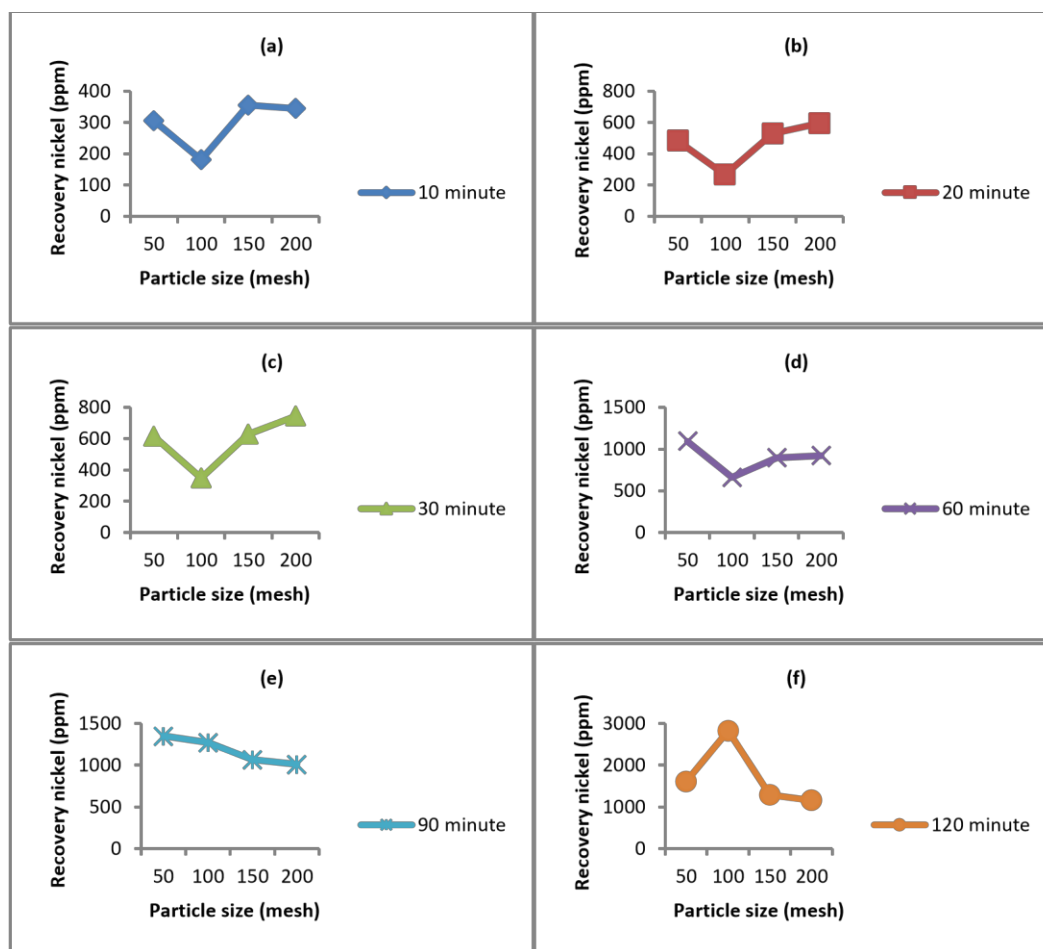 (a)
Recovery nickel (ppm)
400
300
200
100
0
50 100 150 200
Particle size (mesh)
10 minute
(b)
Recovery nickel (ppm)
800
600
400
200
0
50 100 150 200
Particle size (mesh)
20 minute
(c)
Recovery nickel (ppm)
800
600
400
200
0
50 100 150 200
Particle size (mesh)
30 minute
(d)
Recovery nickel (ppm)
1500
1000
500
0
50 100 150 200
Particle size (mesh)
60 minute
(e)
Recovery nickel (ppm)
1500
1000
500
0
50 100 150 200
Particle size (mesh)
90 minute
(f)
Recovery nickel (ppm)
3000
2000
1000
0
50 100 150 200
Particle size (mesh)
120 minute